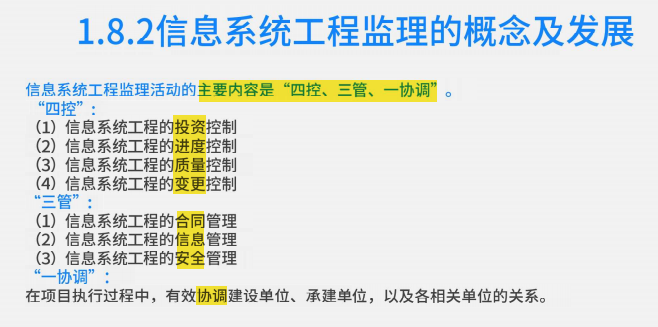 1.8.2信息系统工程监理的概念及发展
信息系统工程监理活动的主要内容是“四控、三管、一协调”。
“四控”：
（1）信息系统工程的投资控制
（2）信息系统工程的进度控制
（3）信息系统工程的质量控制
（4）信息系统工程的变更控制
“三管”：
（1）信息系统工程的合同管理
（2）信息系统工程的信息管理
（3）信息系统工程的安全管理
“一协调”：
在项目执行过程中，有效协调建设单位、承建单位，以及各相关单位的关系。